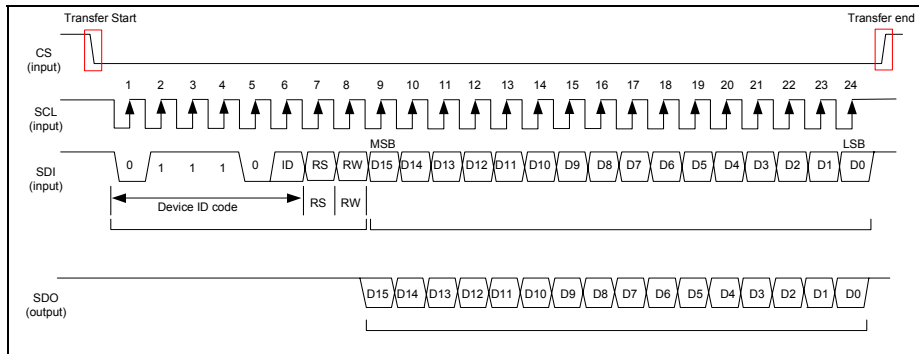 Transfer Start Transfer end
CS
(input)
1 2 3 4 5 6 7 8 9 10 11 12 13 14 15 16 17 18 19 20 21 22 23 24
SCL
(input)
MSB LSB
SDI
(input)
0 1 1 1 0 ID RS RW D15 D14 D13 D12 D11 D10 D9 D8 D7 D6 D5 D4 D3 D2 D1 D0
Device ID code RS RW
SDO
(output)
D15 D14 D13 D12 D11 D10 D9 D8 D7 D6 D5 D4 D3 D2 D1 D0